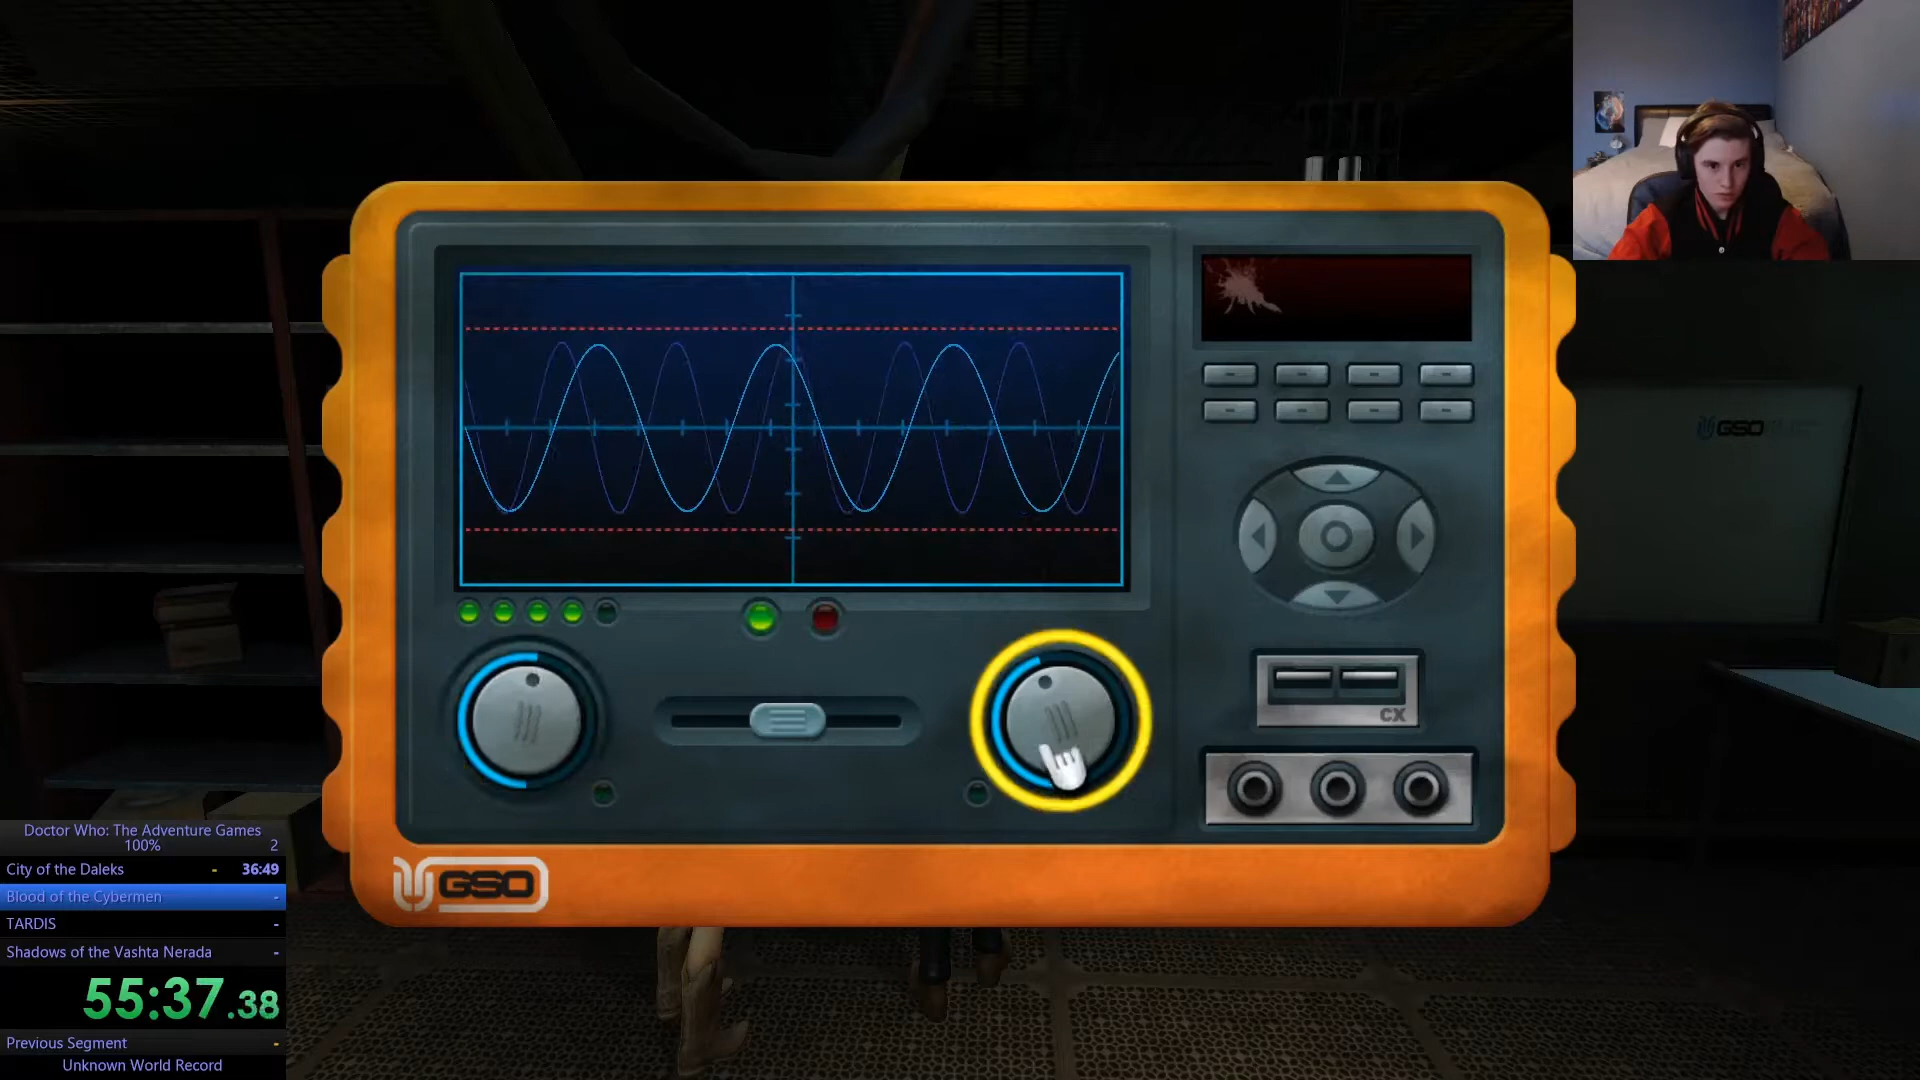 GSO
CX
GSO
Doctor Who: The Adventure Games
100% 2
City of the Daleks - 36:49
Blood of the Cybermen -
TARDIS -
Shadows of the Vashta Nerada -
55:37.38
Previous Segment -
Unknown World Record